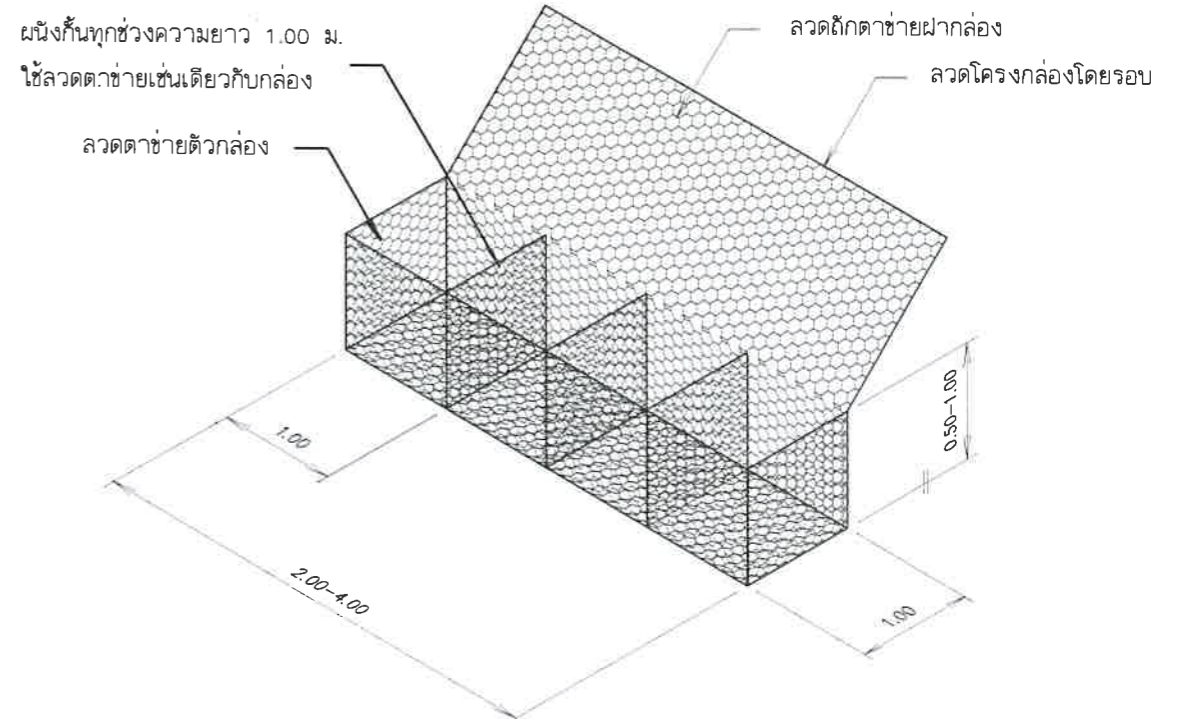 ผนังกั้นทุกช่วงความยาว 1.00 ม.
ใช้ลวดตาข่ายเช่นเดียวกับกล่อง
ลวดตาข่ายตัวกล่อง
ลวดถักตาข่ายฝากล่อง
ลวดโครงกล่องโดยรอบ
0.50-1.00
1.00
2.00-4.00
1.00